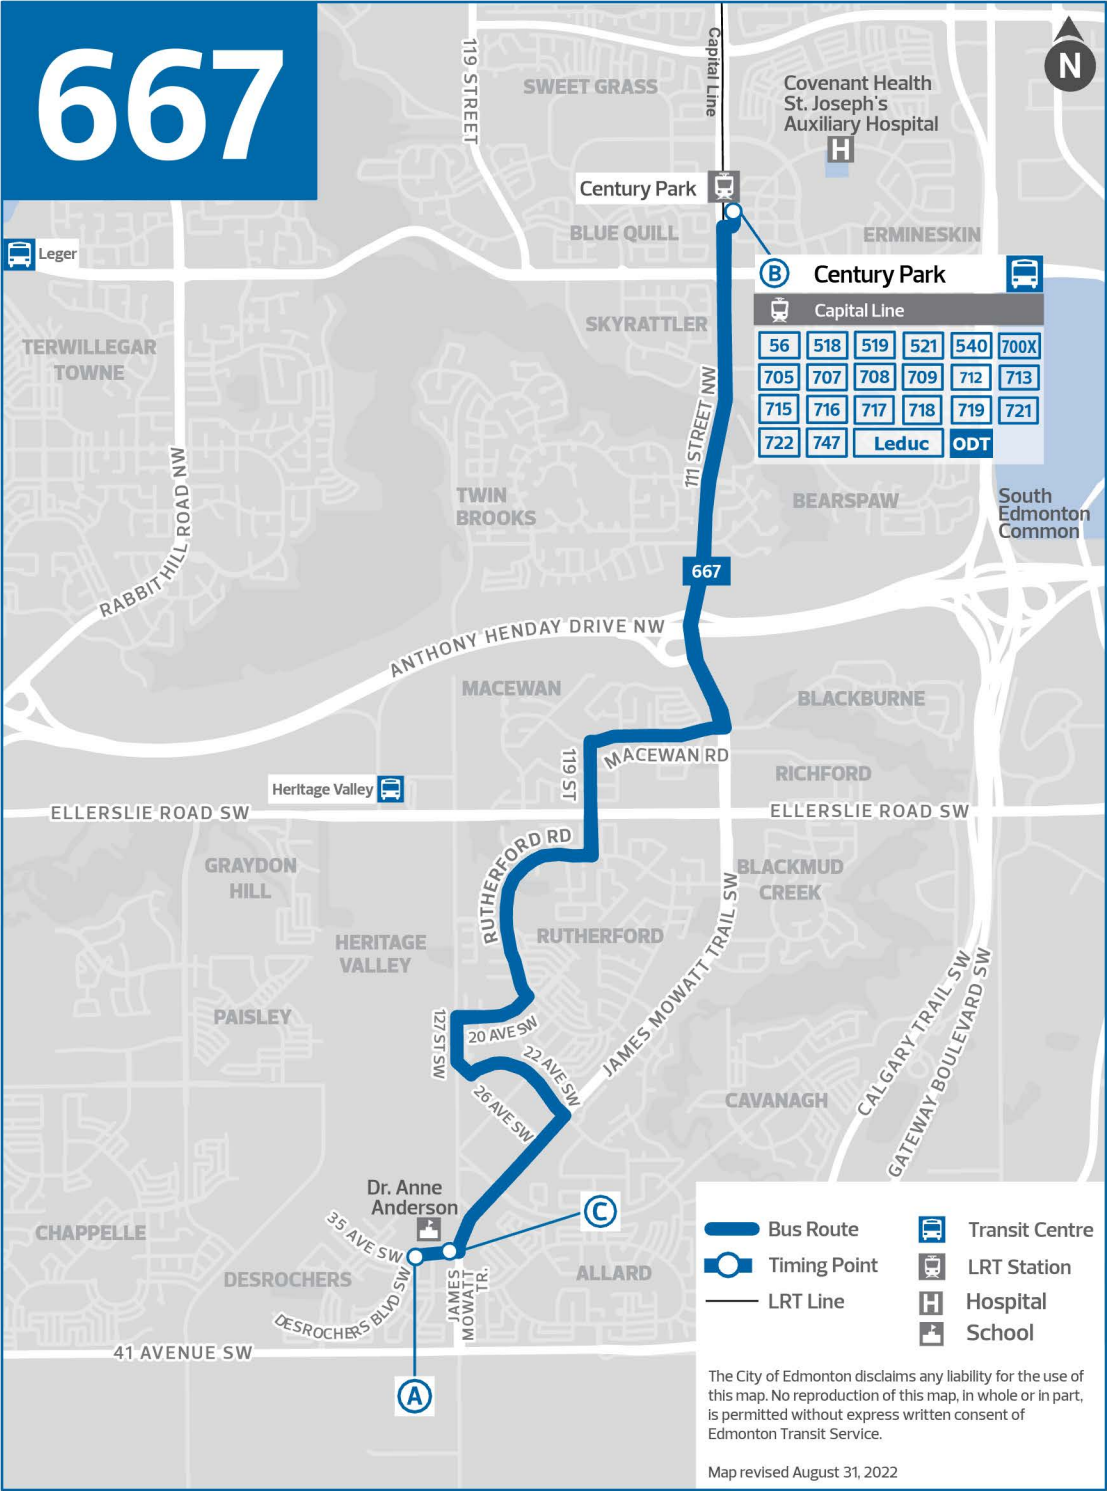 667
N
119 STREET
Capital Line
SWEET GRASS
Covenant Health
St. Joseph's
Auxiliary Hospital
H
Century Park
BLUE QUILL
ERMINESKIN
Leger
B
Century Park
Capital Line
56 518 519 521 540 700X
705 707 708 709 712 713
715 716 717 718 719 721
722 747 Leduc ODT
SKYRATTLER
TERWILLEGAR
TOWNE
111 STREET NW
RABBIT HILL ROAD NW
TWIN
BROOKS
BEARSPAW
South
Edmonton
Common
667
ANTHONY HENDAY DRIVE NW
MACEWAN
BLACKBURNE
MACEWAN RD
119 ST
RICHFORD
Heritage Valley
ELLERSLIE ROAD SW
ELLERSLIE ROAD SW
RUTHERFORD RD
GRAYDON
HILL
BLACKMUD
CREEK
HERITAGE
VALLEY
RUTHERFORD
JAMES MOWATT TRAIL SW
PAISLEY
127 ST SW
20 AVE SW
22 AVE SW
26 AVE SW
CALGARY TRAIL SW
GATEWAY BOULEVARD SW
CAVANAGH
Dr. Anne
Anderson
C
CHAPPELLE
35 AVE SW
DESROCHERS
DESROCHERS BLVD SW
JAMES
MOWATT
TR.
ALLARD
41 AVENUE SW
A
Bus Route
Transit Centre
Timing Point
LRT Station
LRT Line
H
Hospital
School
The City of Edmonton disclaims any liability for the use of
this map. No reproduction of this map, in whole or in part,
is permitted without express written consent of
Edmonton Transit Service.
Map revised August 31, 2022